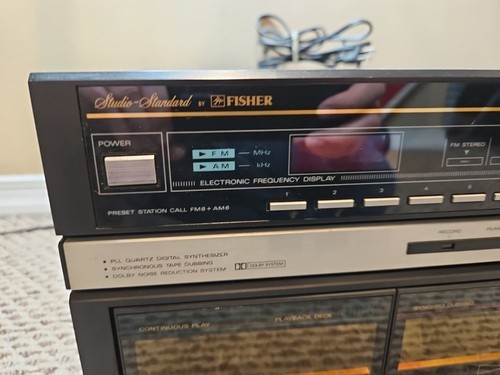 Studio-Standard BY FISHER
POWER
FM MHz
AM kHz
FM STEREO
ELECTRONIC FREQUENCY DISPLAY
1 2 3 4 5
PRESET STATION CALL FM6 + AM6
RECORD
• PLL QUARTZ DIGITAL SYNTHESIZER
• SYNCHRONOUS TAPE DUBBING
• DOLBY NOISE REDUCTION SYSTEM
DOLBY SYSTEM
CONTINUOUS PLAY
PLAYBACK DECK